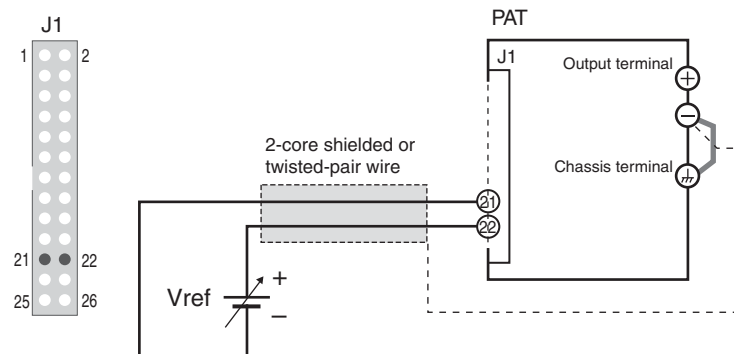 J1
1 2
21 22
25 26
PAT
J1
Output terminal
+
−
Chassis terminal
2-core shielded or
twisted-pair wire
21
22
Vref
+
−